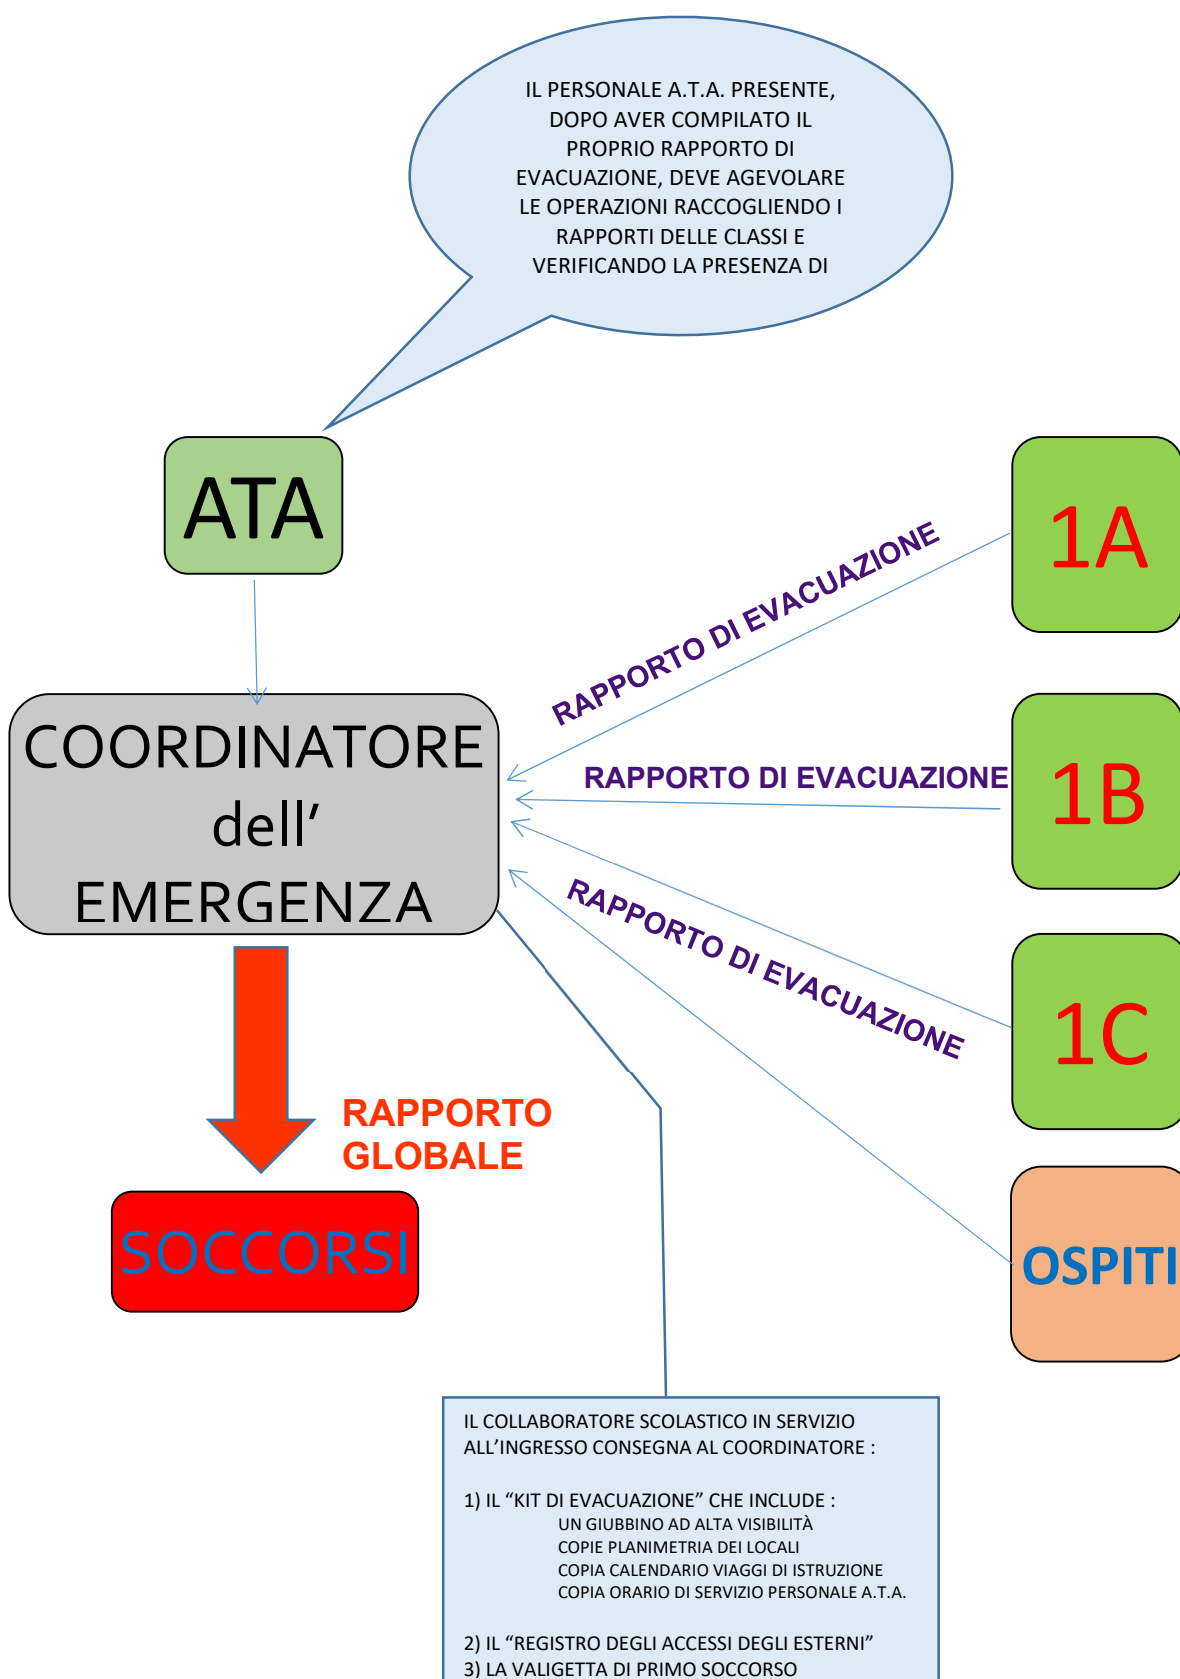 IL PERSONALE A.T.A. PRESENTE,
DOPO AVER COMPILATO IL
PROPRIO RAPPORTO DI
EVACUAZIONE, DEVE AGEVOLARE
LE OPERAZIONI RACCOGLIENDO I
RAPPORTI DELLE CLASSI E
VERIFICANDO LA PRESENZA DI
ATA
1A
RAPPORTO DI EVACUAZIONE
COORDINATORE
dell’
EMERGENZA
RAPPORTO DI EVACUAZIONE
1B
RAPPORTO DI EVACUAZIONE
1C
RAPPORTO
GLOBALE
SOCCORSI
OSPITI
IL COLLABORATORE SCOLASTICO IN SERVIZIO
ALL’INGRESSO CONSEGNA AL COORDINATORE :
1) IL “KIT DI EVACUAZIONE” CHE INCLUDE :
UN GIUBBINO AD ALTA VISIBILITÀ
COPIE PLANIMETRIA DEI LOCALI
COPIA CALENDARIO VIAGGI DI ISTRUZIONE
COPIA ORARIO DI SERVIZIO PERSONALE A.T.A.
2) IL “REGISTRO DEGLI ACCESSI DEGLI ESTERNI”
3) LA VALIGETTA DI PRIMO SOCCORSO